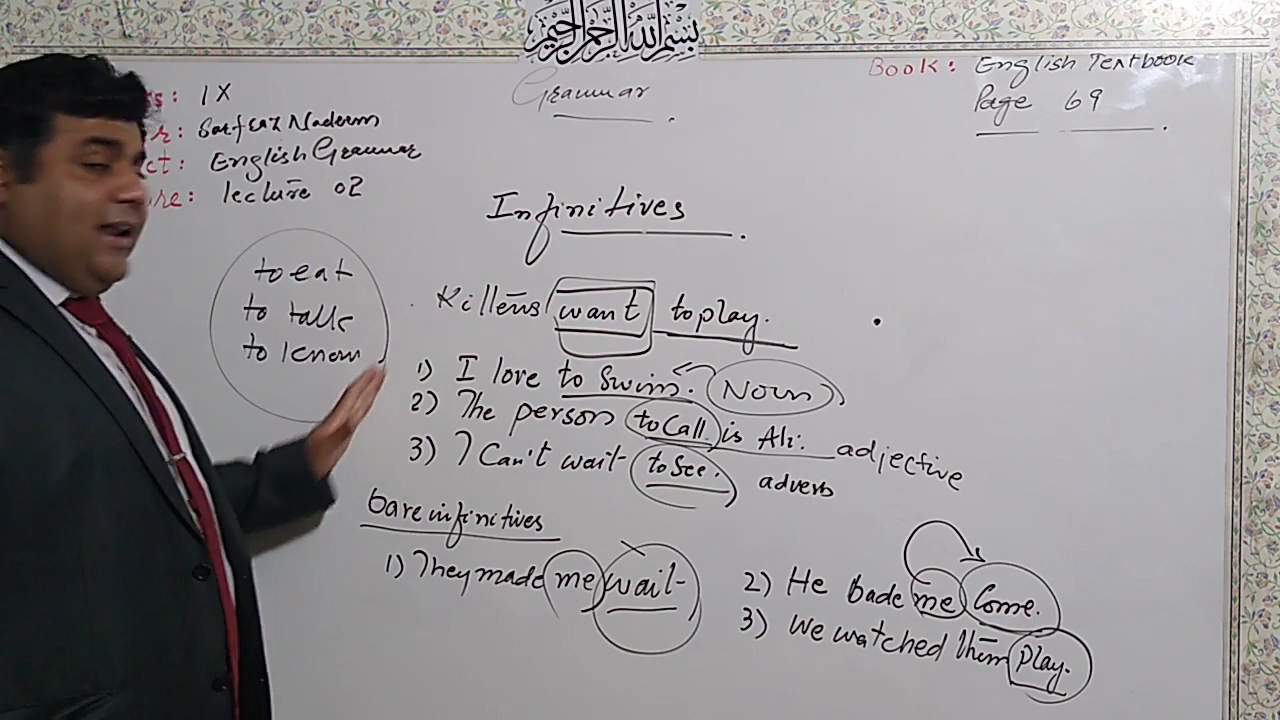 بسم الله الرحمن الرحيم
Grammar
Book: English Textbook
Page 69
ss: IX
r: Sarfraz Nadeem
ct: English Grammar
re: lecture 02
Infinitives
to eat
to talk
to know
Kittens want to play.
1) I love to Swim. Noun
2) The person to Call is Ali. adjective
3) I Can't wait to See. adverb
bare infinitives
1) They made me wait
2) He bade me Come.
3) We watched them play.